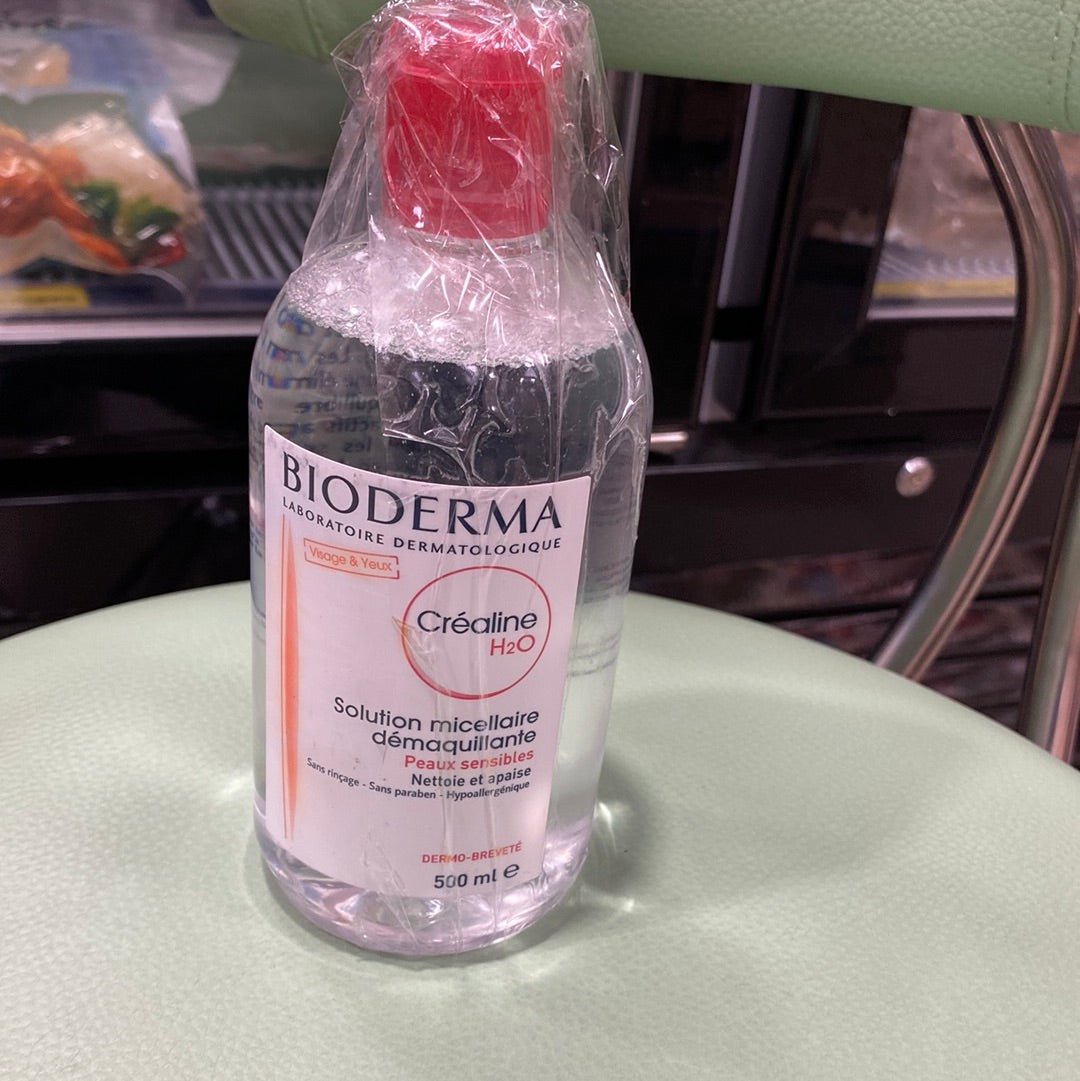 BIODERMA
LABORATOIRE DERMATOLOGIQUE
Visage & Yeux
Créaline
H2O
Solution micellaire
démaquillante
Peaux sensibles
Nettoie et apaise
Sans rinçage - Sans paraben - Hypoallergénique
DERMO-BREVETÉ
500 ml e